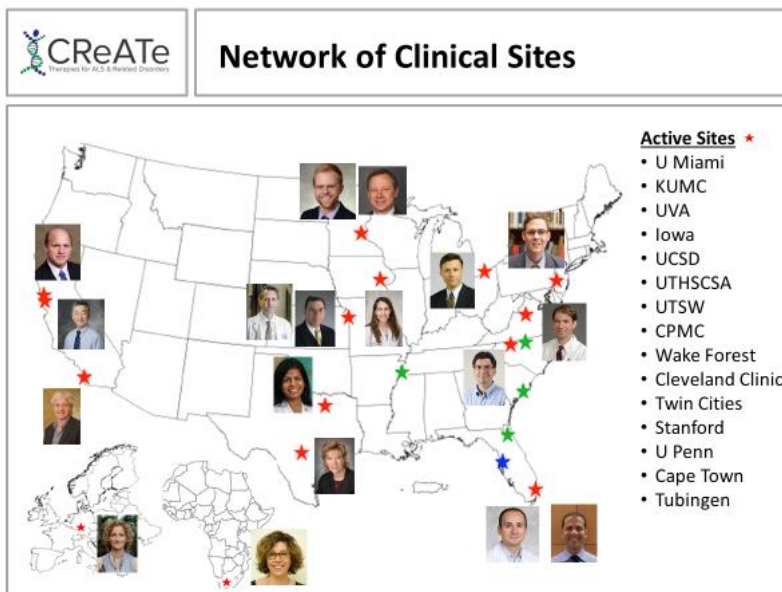 CReATe
Therapies for ALS & Related Disorders
Network of Clinical Sites
Active Sites
• U Miami
• KUMC
• UVA
• Iowa
• UCSD
• UTHSCSA
• UTSW
• CPMC
• Wake Forest
• Cleveland Clinic
• Twin Cities
• Stanford
• U Penn
• Cape Town
• Tubingen